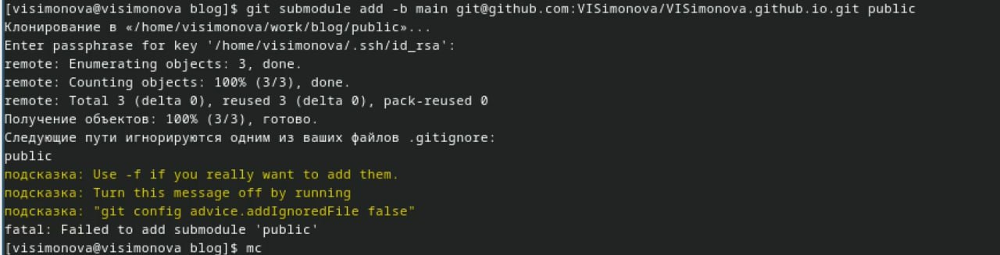 [visimonova@visimonova blog]$ git submodule add -b main git@github.com:VISimonova/VISimonova.github.io.git public
Клонирование в «/home/visimonova/work/blog/public»...
Enter passphrase for key '/home/visimonova/.ssh/id_rsa':
remote: Enumerating objects: 3, done.
remote: Counting objects: 100% (3/3), done.
remote: Total 3 (delta 0), reused 3 (delta 0), pack-reused 0
Получение объектов: 100% (3/3), готово.
Следующие пути игнорируются одним из ваших файлов .gitignore:
public
подсказка: Use -f if you really want to add them.
подсказка: Turn this message off by running
подсказка: "git config advice.addIgnoredFile false"
fatal: Failed to add submodule 'public'
[visimonova@visimonova blog]$ mc